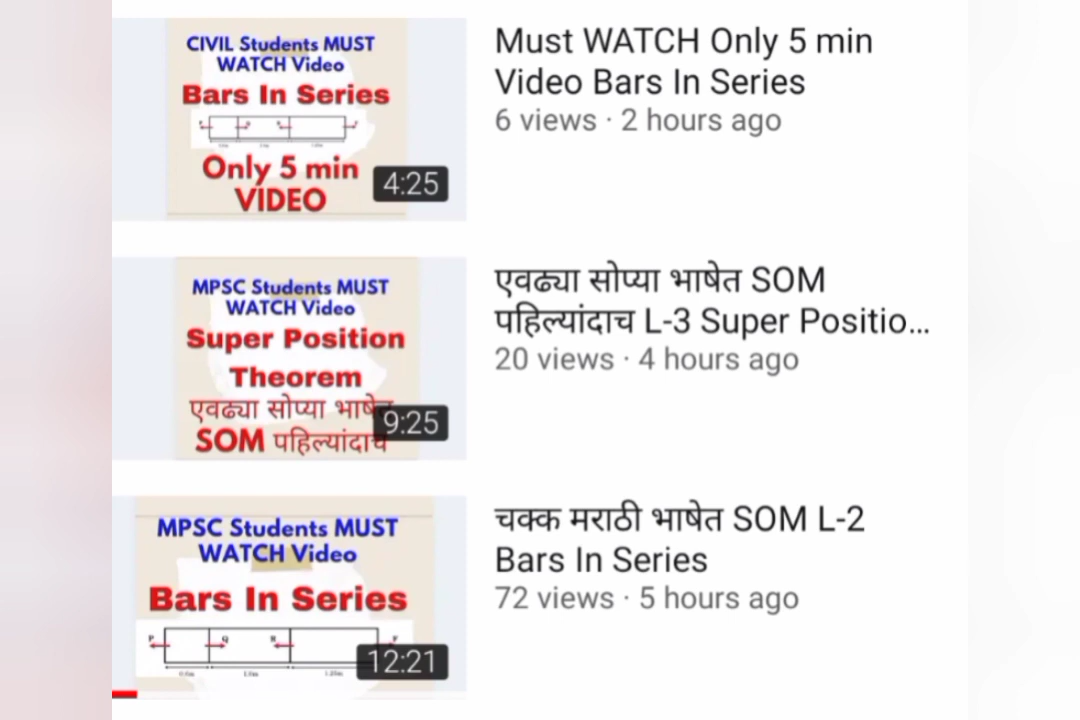 CIVIL Students MUST
WATCH Video
Bars In Series
Only 5 min
VIDEO
4:25
Must WATCH Only 5 min
Video Bars In Series
6 views · 2 hours ago
MPSC Students MUST
WATCH Video
Super Position
Theorem
एवढ्या सोप्या भाषेत
SOM पहिल्यांदाच
9:25
एवढ्या सोप्या भाषेत SOM
पहिल्यांदाच L-3 Super Positio...
20 views · 4 hours ago
MPSC Students MUST
WATCH Video
Bars In Series
P Q R F
12:21
चक्क मराठी भाषेत SOM L-2
Bars In Series
72 views · 5 hours ago